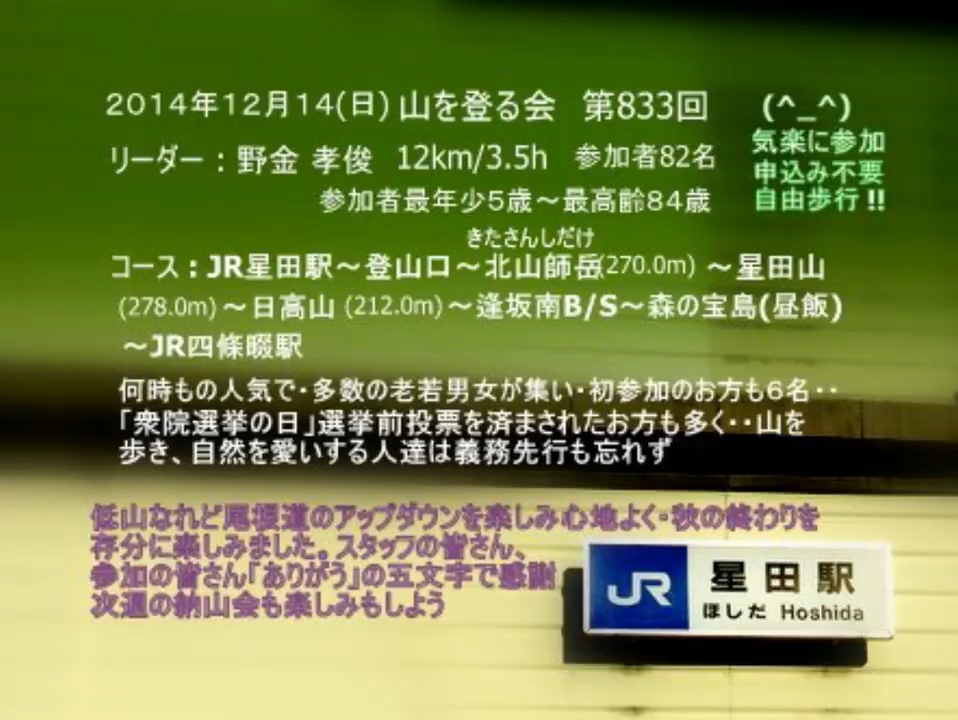 2014年12月14(日) 山を登る会 第833回 (^_^)
気楽に参加
リーダー：野金 孝俊 12km/3.5h 参加者82名
申込み不要
参加者最年少5歳～最高齢84歳
自由歩行!!
きたさんしだけ
コース：JR星田駅～登山口～北山師岳(270.0m) ～星田山
(278.0m)～日高山 (212.0m) ～逢坂南B/S～森の宝島(昼飯)
～JR四條畷駅
何時もの人気で・多数の老若男女が集い・初参加のお方も6名・・
「衆院選挙の日」選挙前投票を済まされたお方も多く・・山を
歩き、自然を愛いする人達は義務先行も忘れず
低山なれど尾根道のアップダウンを楽しみ心地よく・秋の終わりを
存分に楽しみました。スタッフの皆さん、
参加の皆さん「ありがう」の五文字で感謝
次週の納山会も楽しみもしよう
JR 星田駅
ほしだ Hoshida